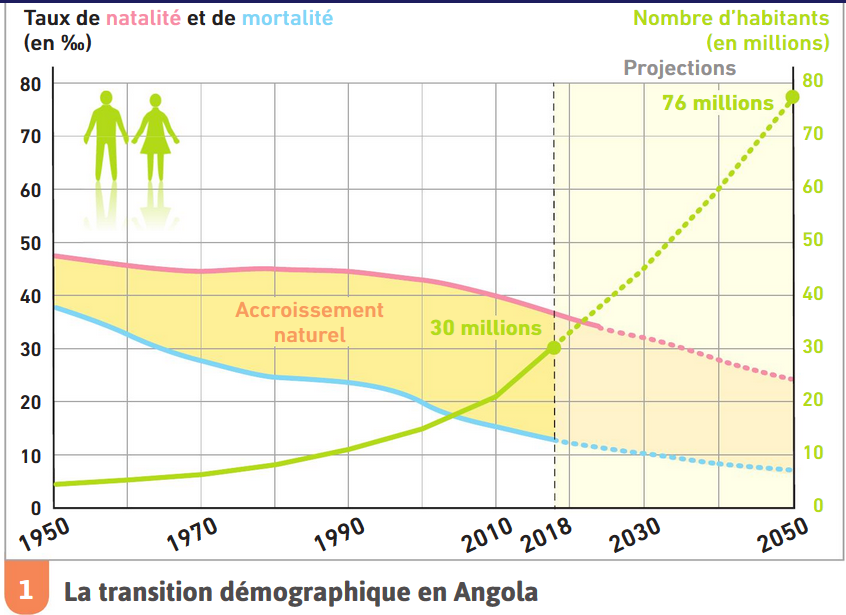 Taux de natalité et de mortalité
(en ‰)
Nombre d'habitants
(en millions)
Projections
80
70
60
50
40
30
20
10
0
76 millions
Accroissement
naturel
30 millions
80
70
60
50
40
30
20
10
0
1950
1970
1990
2010
2018
2030
2050
1 La transition démographique en Angola